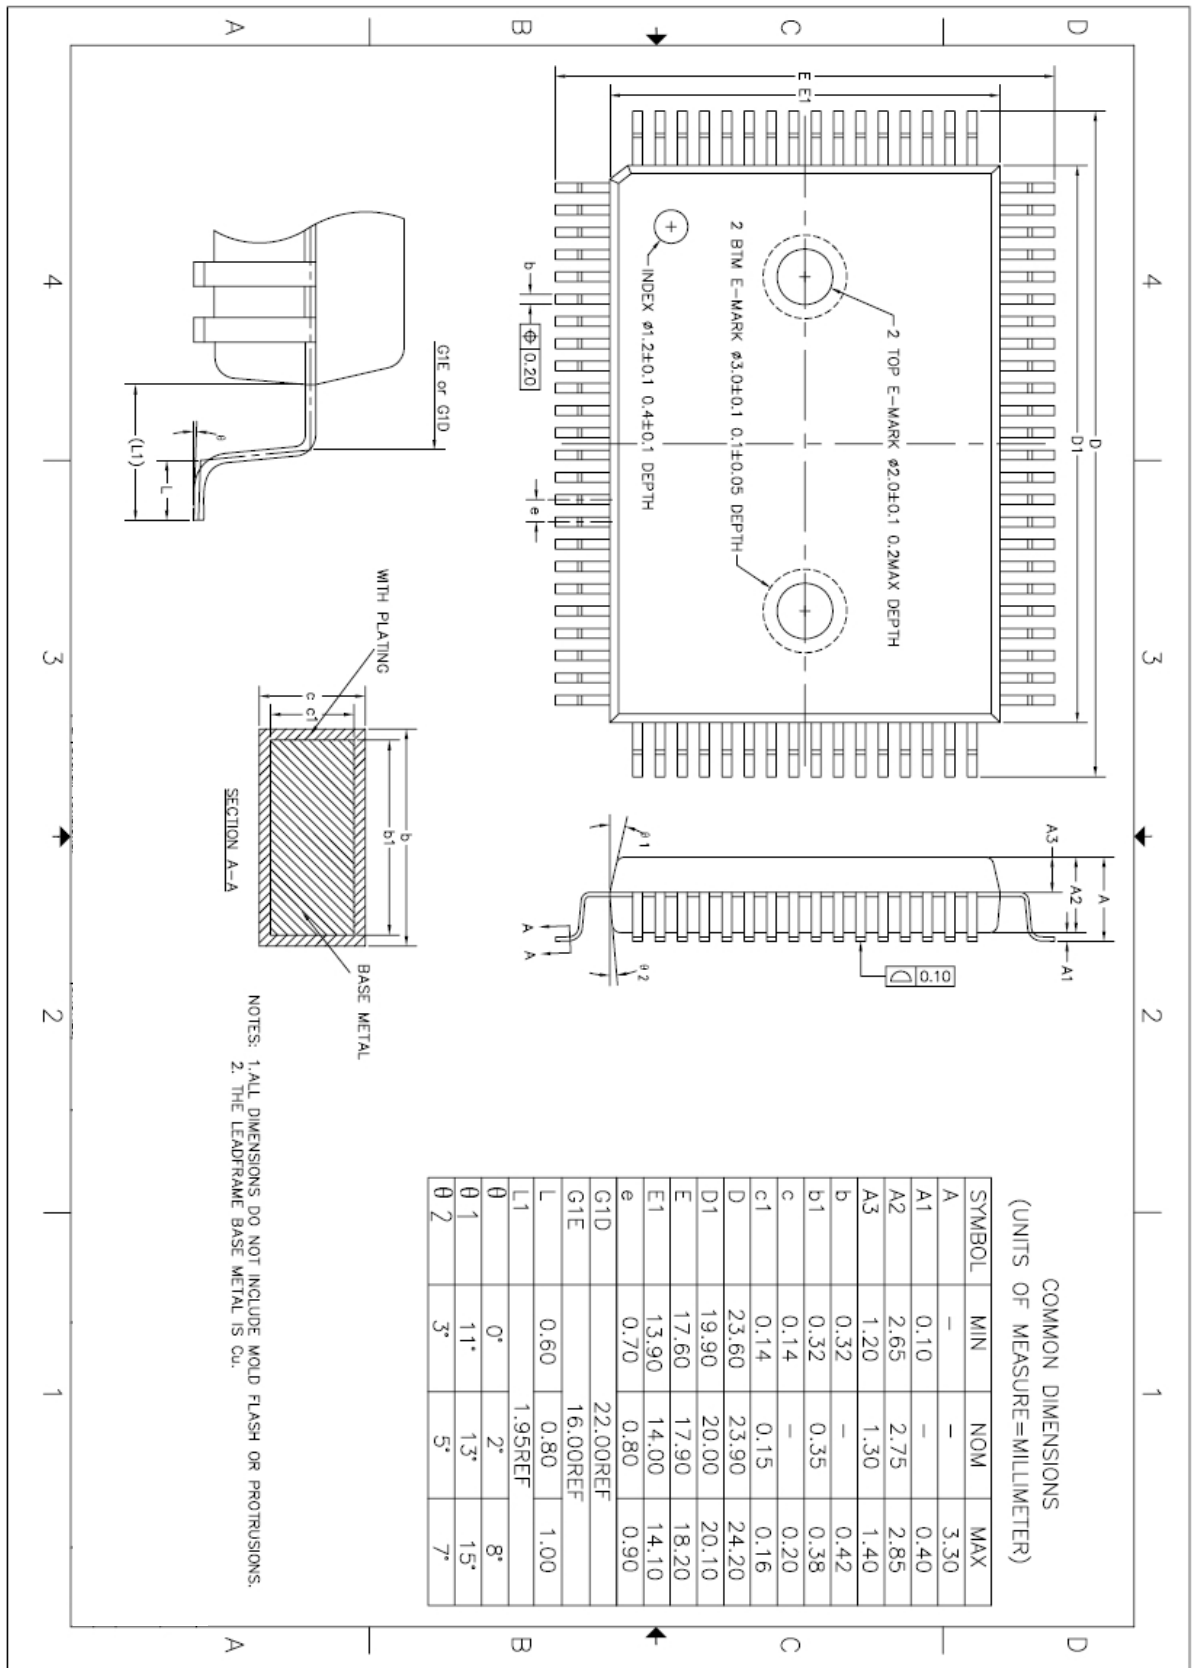 A
B
C
D
4
3
2
1
4
3
2
1
A
B
C
D
D
D1
E
E1
2 TOP E-MARK ø2.0±0.1 0.2MAX DEPTH
2 BTM E-MARK ø3.0±0.1 0.1±0.05 DEPTH
INDEX ø1.2±0.1 0.4±0.1 DEPTH
b
⌖ 0.20
e
A
A2
A3
A1
⌓ 0.10
θ1
θ2
A
A
G1E or G1D
θ
L
(L1)
WITH PLATING
b
b1
c
c1
BASE METAL
SECTION A-A
COMMON DIMENSIONS
(UNITS OF MEASURE=MILLIMETER)
SYMBOL MIN NOM MAX
A – – 3.30
A1 0.10 – 0.40
A2 2.65 2.75 2.85
A3 1.20 1.30 1.40
b 0.32 – 0.42
b1 0.32 0.35 0.38
c 0.14 – 0.20
c1 0.14 0.15 0.16
D 23.60 23.90 24.20
D1 19.90 20.00 20.10
E 17.60 17.90 18.20
E1 13.90 14.00 14.10
e 0.70 0.80 0.90
G1D 22.00REF
G1E 16.00REF
L 0.60 0.80 1.00
L1 1.95REF
θ 0° 2° 8°
θ 1 11° 13° 15°
θ 2 3° 5° 7°
NOTES: 1.ALL DIMENSIONS DO NOT INCLUDE MOLD FLASH OR PROTRUSIONS.
2. THE LEADFRAME BASE METAL IS Cu.